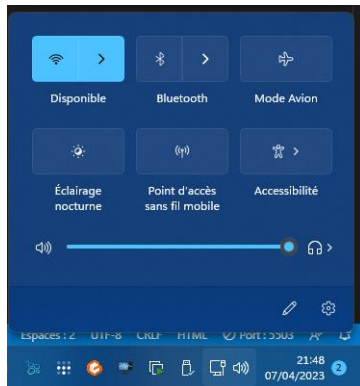 Disponible
Bluetooth
Mode Avion
Éclairage
nocturne
Point d'accès
sans fil mobile
Accessibilité
Espaces : 2 UTF-8 CRLF HTML Port : 5503
21:48
07/04/2023
2